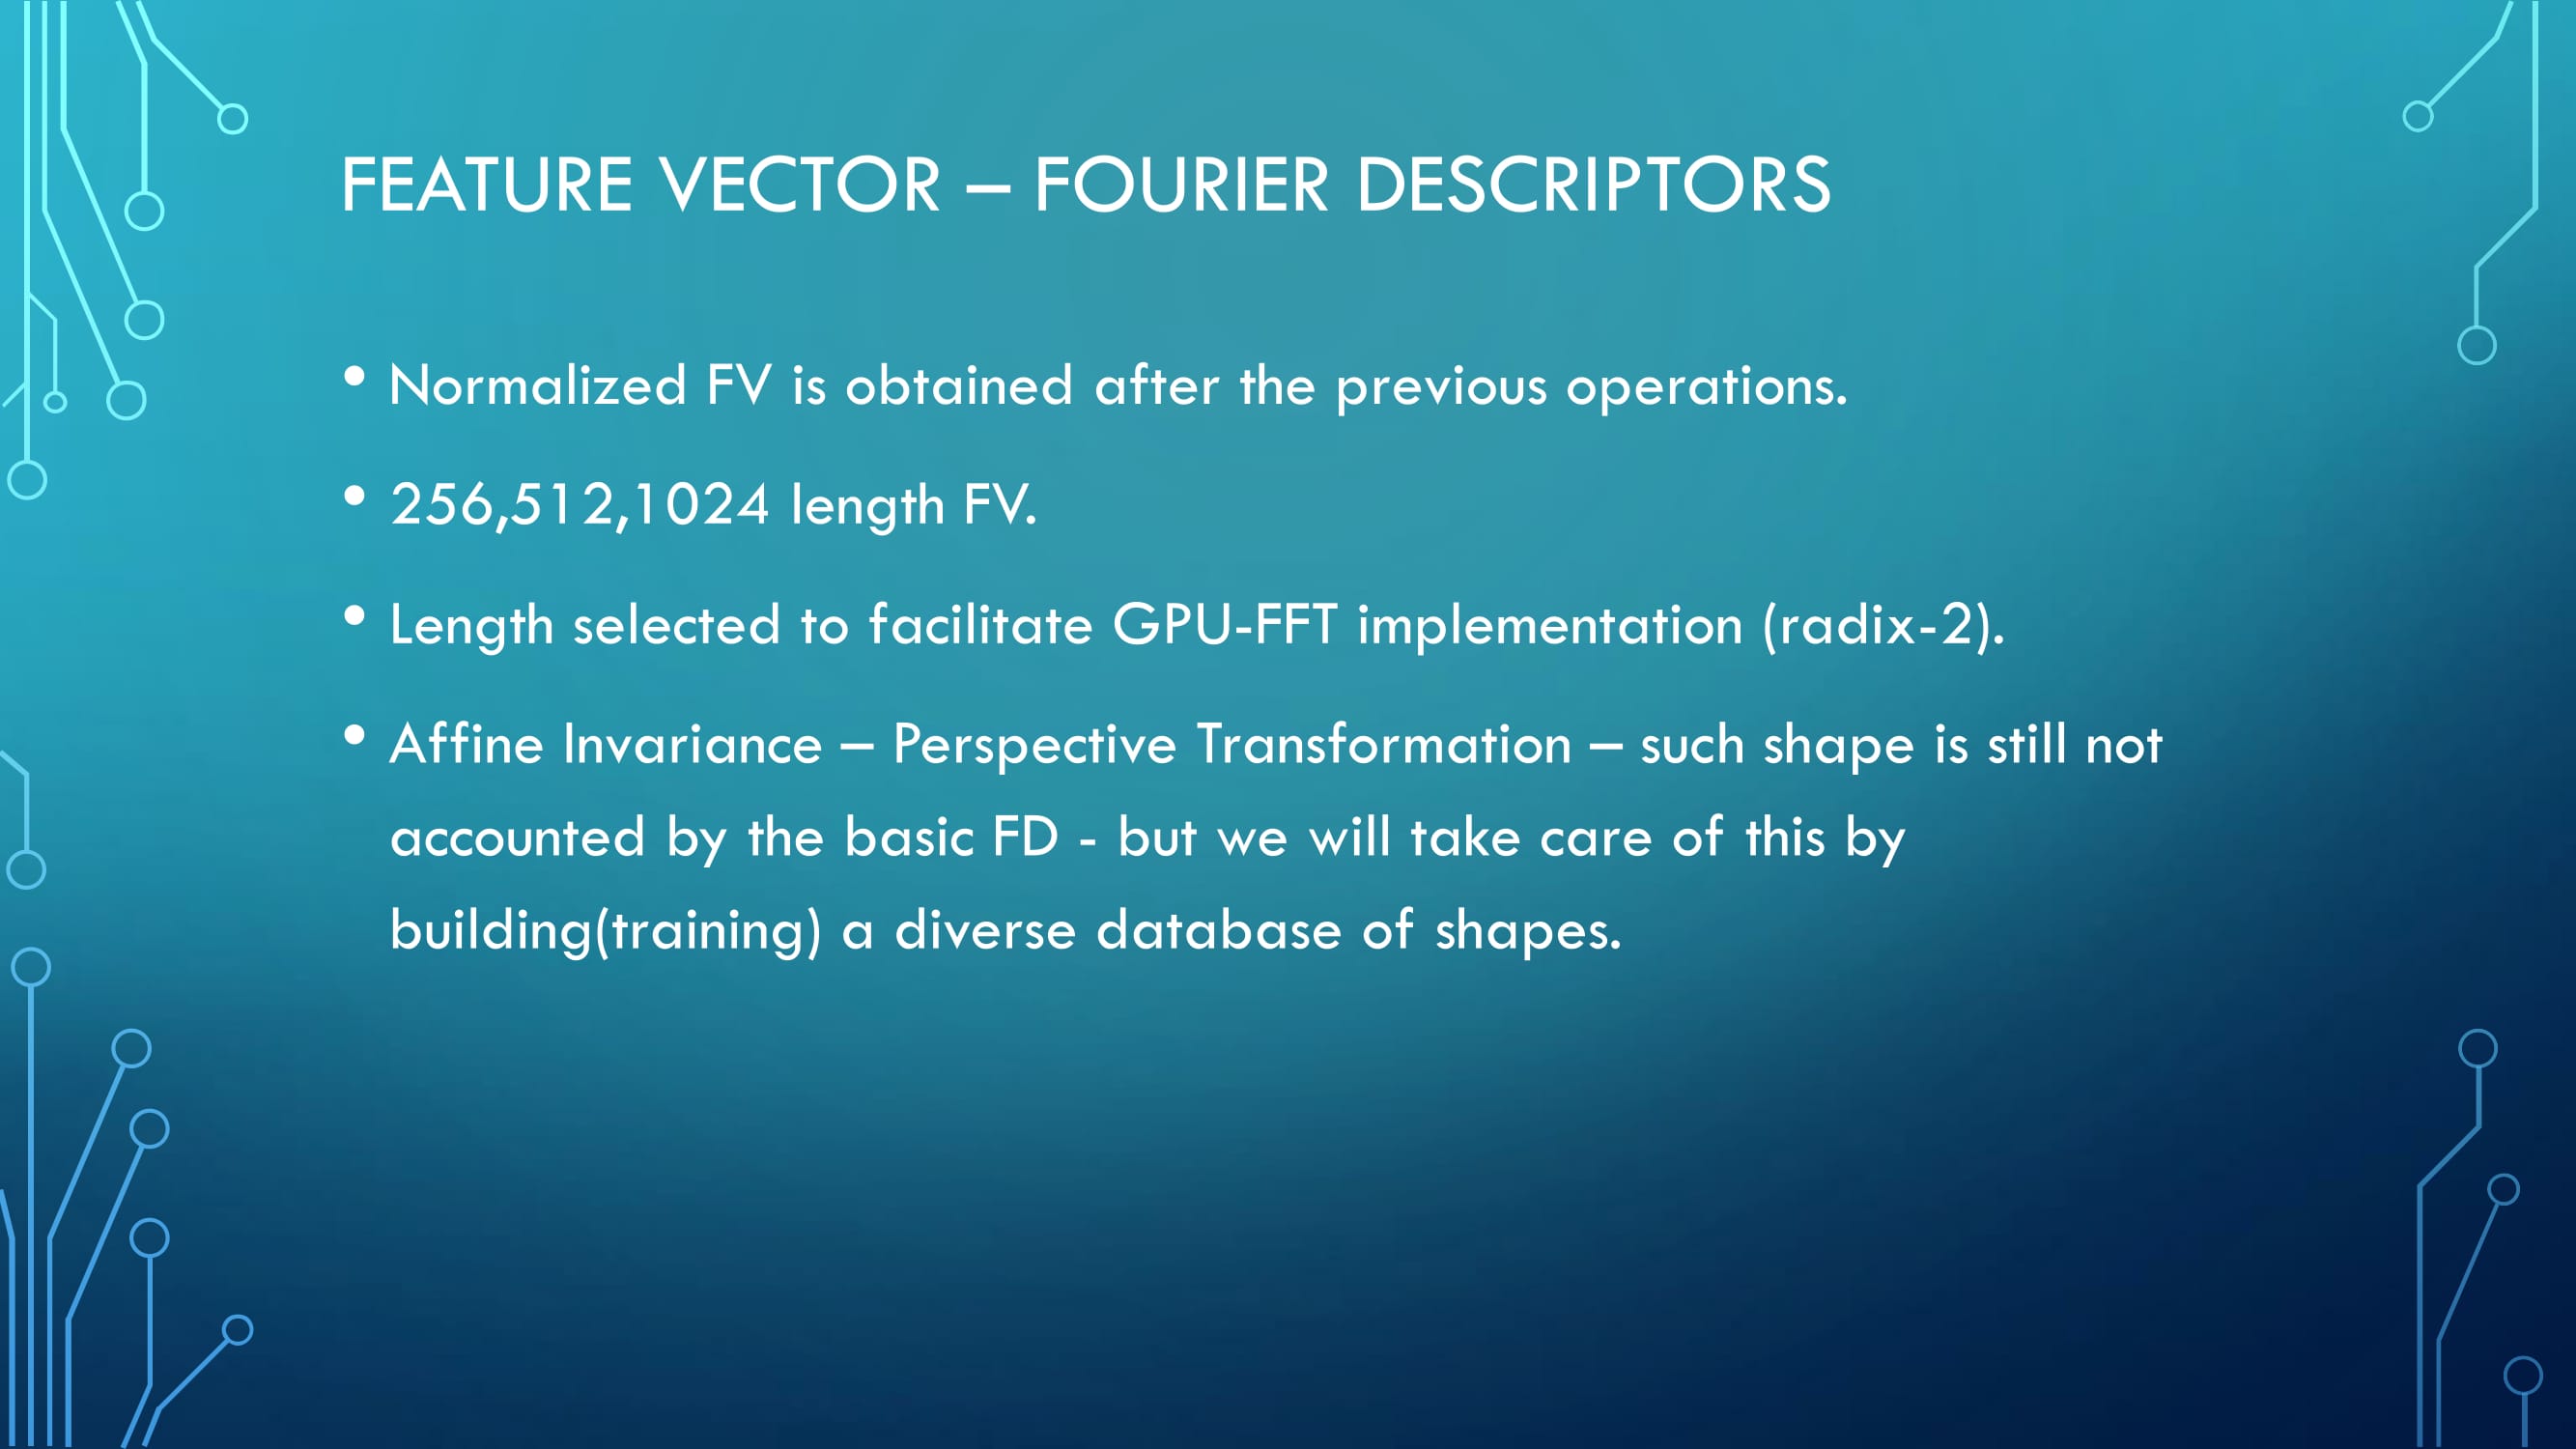 FEATURE VECTOR – FOURIER DESCRIPTORS
• Normalized FV is obtained after the previous operations.
• 256,512,1024 length FV.
• Length selected to facilitate GPU-FFT implementation (radix-2).
• Affine Invariance – Perspective Transformation – such shape is still not
accounted by the basic FD - but we will take care of this by
building(training) a diverse database of shapes.